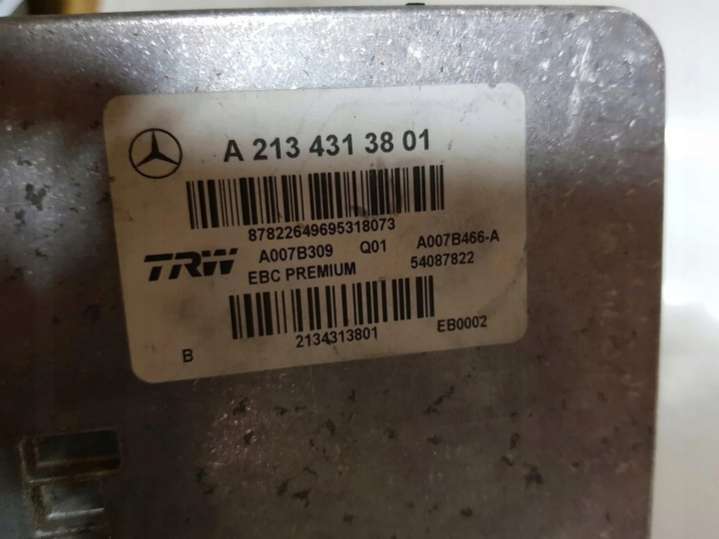 A 213 431 38 01
87822649695318073
TRW A007B309 Q01 A007B466-A
EBC PREMIUM 54087822
2134313801 EB0002
B